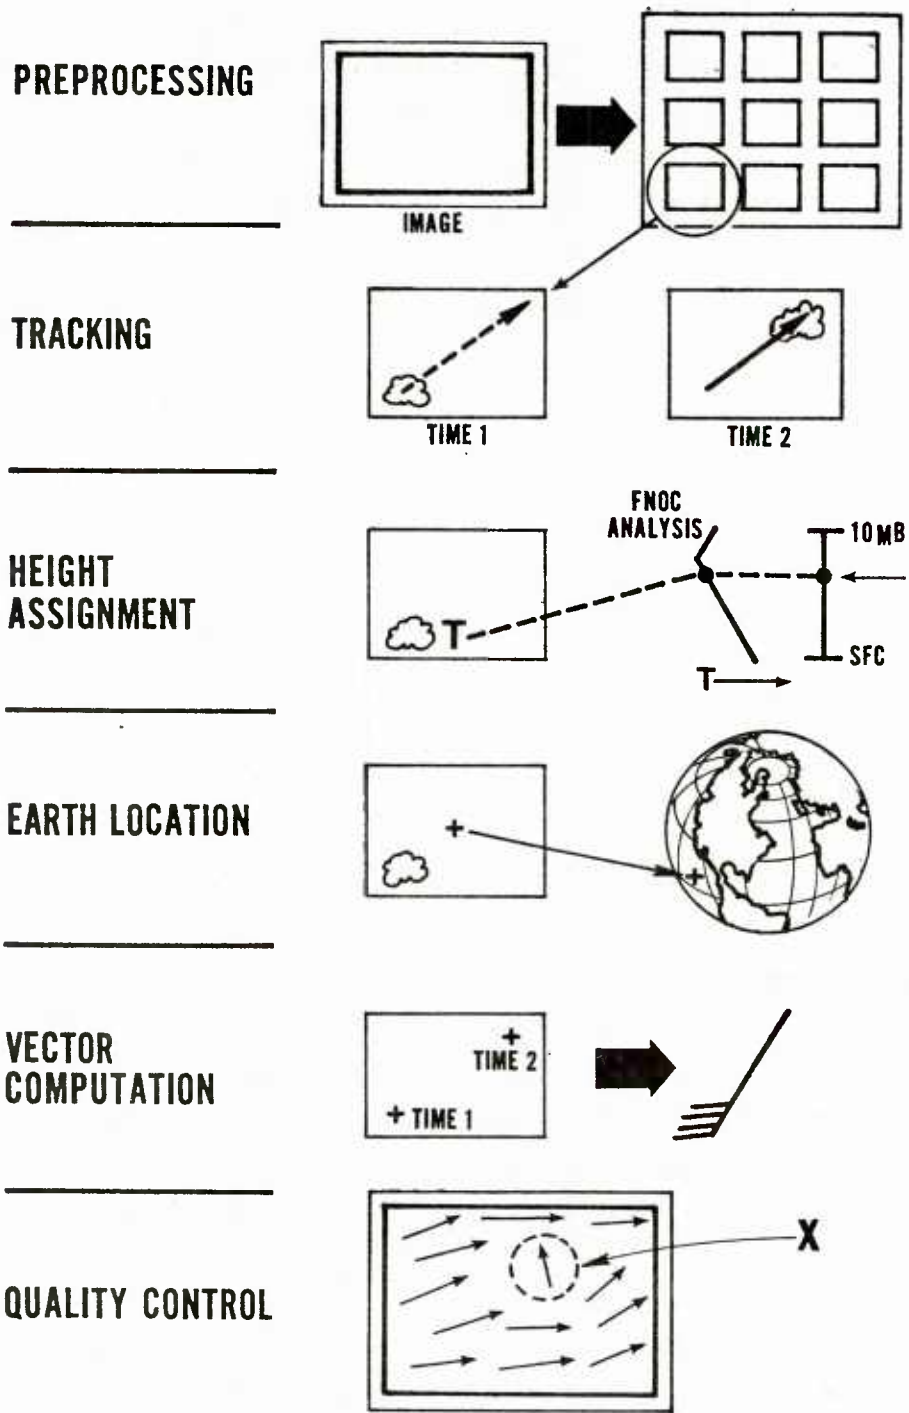 PREPROCESSING
IMAGE
TRACKING
TIME 1
TIME 2
HEIGHT
ASSIGNMENT
FNOC
ANALYSIS
10MB
T
SFC
T
EARTH LOCATION
VECTOR
COMPUTATION
TIME 2
TIME 1
QUALITY CONTROL
X